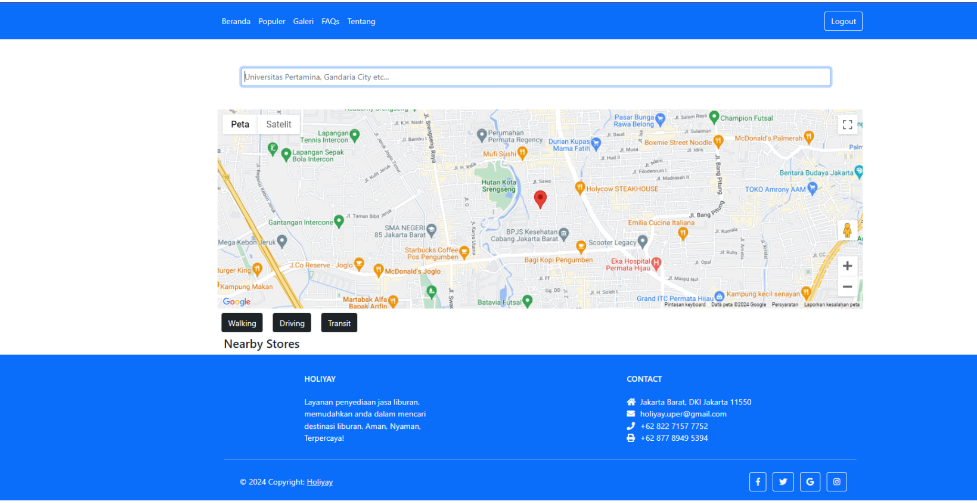 Beranda Populer Galeri FAQs Tentang
Logout
Universitas Pertamina, Gandaria City etc...
Peta Satelit
Lapangan
Tennis Intercon
Lapangan Sepak
Bola Intercon
Perumahan
Permata Regency
Mufi Sushi
Durian Kupas
Mama Fatih
Pasar Bunga
Rawa Belong
Champion Futsal
Boemie Street Noodle
McDonald's Palmerah
Bentara Budaya Jakarta
TOKO Amrony AAM
Hutan Kota
Srengseng
Holycow STEAKHOUSE
Gantangan Intercone
SMA NEGERI
85 Jakarta Barat
BPJS Kesehatan
Cabang Jakarta Barat
Emilia Cucina Italiana
Scooter Legacy
Mega Kebon Jeruk
Starbucks Coffee
Pos Pengumben
Bagi Kopi Pengumben
Eka Hospital
Permata Hijau
J.Co Reserve - Joglo
McDonald's Joglo
Kampung Makan
Martabak Alfa
Batavia Futsal
Grand ITC Permata Hijau
Kampung kecil senayan
Google
Pintasan keyboard Data peta ©2024 Google Persyaratan Laporkan kesalahan peta
Walking Driving Transit
Nearby Stores
HOLIYAY
Layanan penyediaan jasa liburan.
memudahkan anda dalam mencari
destinasi liburan. Aman, Nyaman,
Terpercaya!
CONTACT
Jakarta Barat, DKI Jakarta 11550
holiyay.uper@gmail.com
+62 822 7157 7752
+62 877 8949 5394
© 2024 Copyright: Holiyay